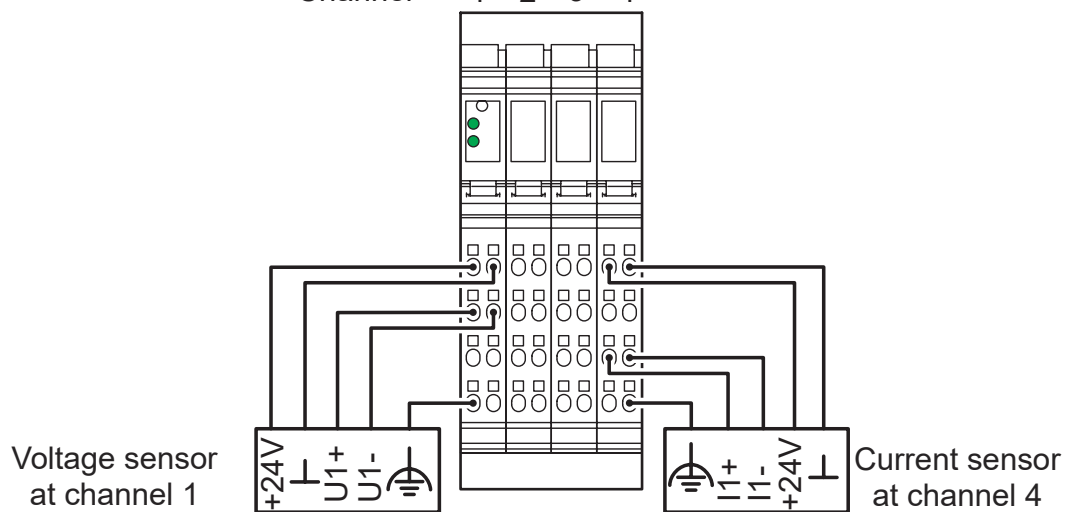 Voltage sensor
at channel 1
+24V
U1+
U1-
I1+
I1-
+24V
Current sensor
at channel 4